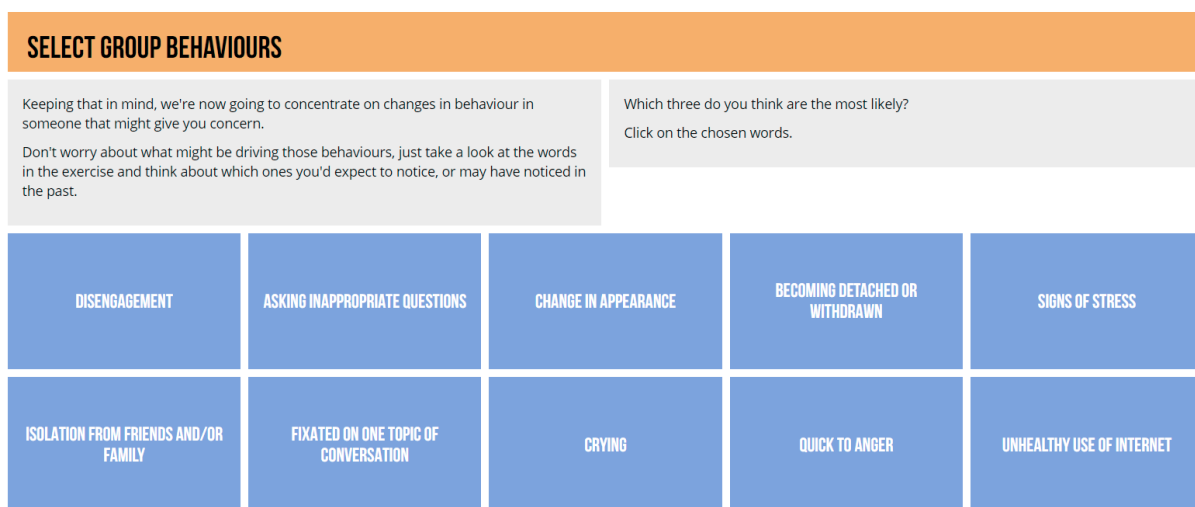 SELECT GROUP BEHAVIOURS
Keeping that in mind, we're now going to concentrate on changes in behaviour in
someone that might give you concern.
Don't worry about what might be driving those behaviours, just take a look at the words
in the exercise and think about which ones you'd expect to notice, or may have noticed in
the past.
Which three do you think are the most likely?
Click on the chosen words.
DISENGAGEMENT
ASKING INAPPROPRIATE QUESTIONS
CHANGE IN APPEARANCE
BECOMING DETACHED OR
WITHDRAWN
SIGNS OF STRESS
ISOLATION FROM FRIENDS AND/OR
FAMILY
FIXATED ON ONE TOPIC OF
CONVERSATION
CRYING
QUICK TO ANGER
UNHEALTHY USE OF INTERNET